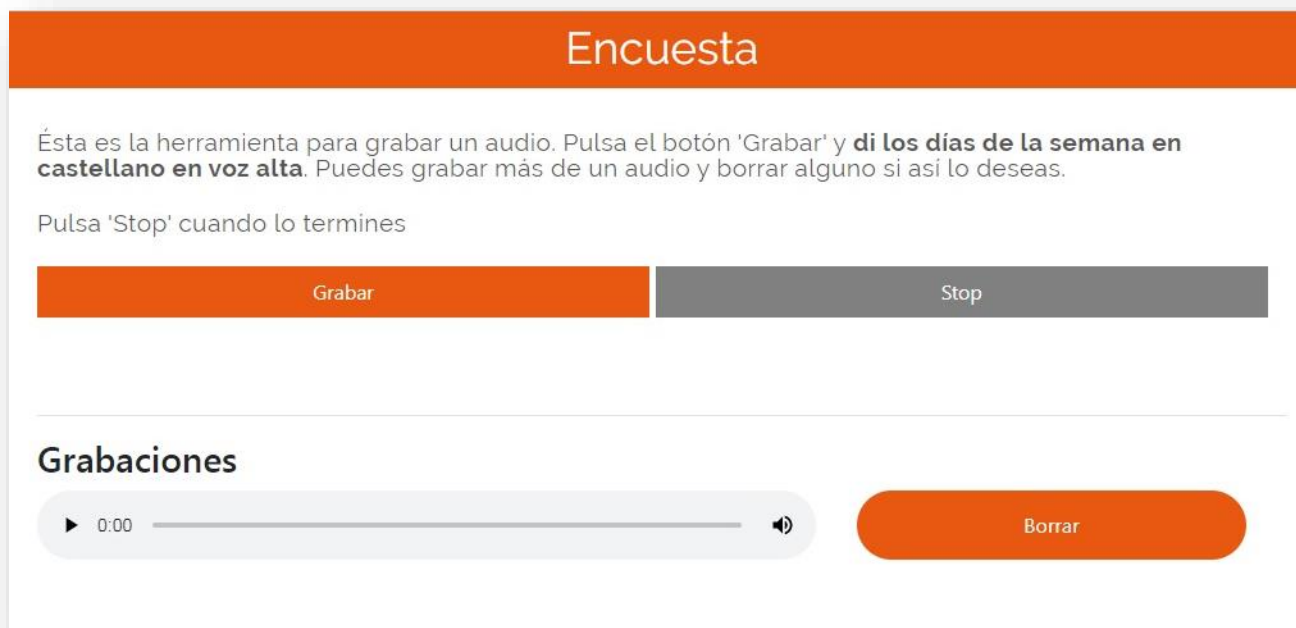 Encuesta
Ésta es la herramienta para grabar un audio. Pulsa el botón 'Grabar' y di los días de la semana en
castellano en voz alta. Puedes grabar más de un audio y borrar alguno si así lo deseas.
Pulsa 'Stop' cuando lo termines
Grabar
Stop
Grabaciones
0:00
Borrar